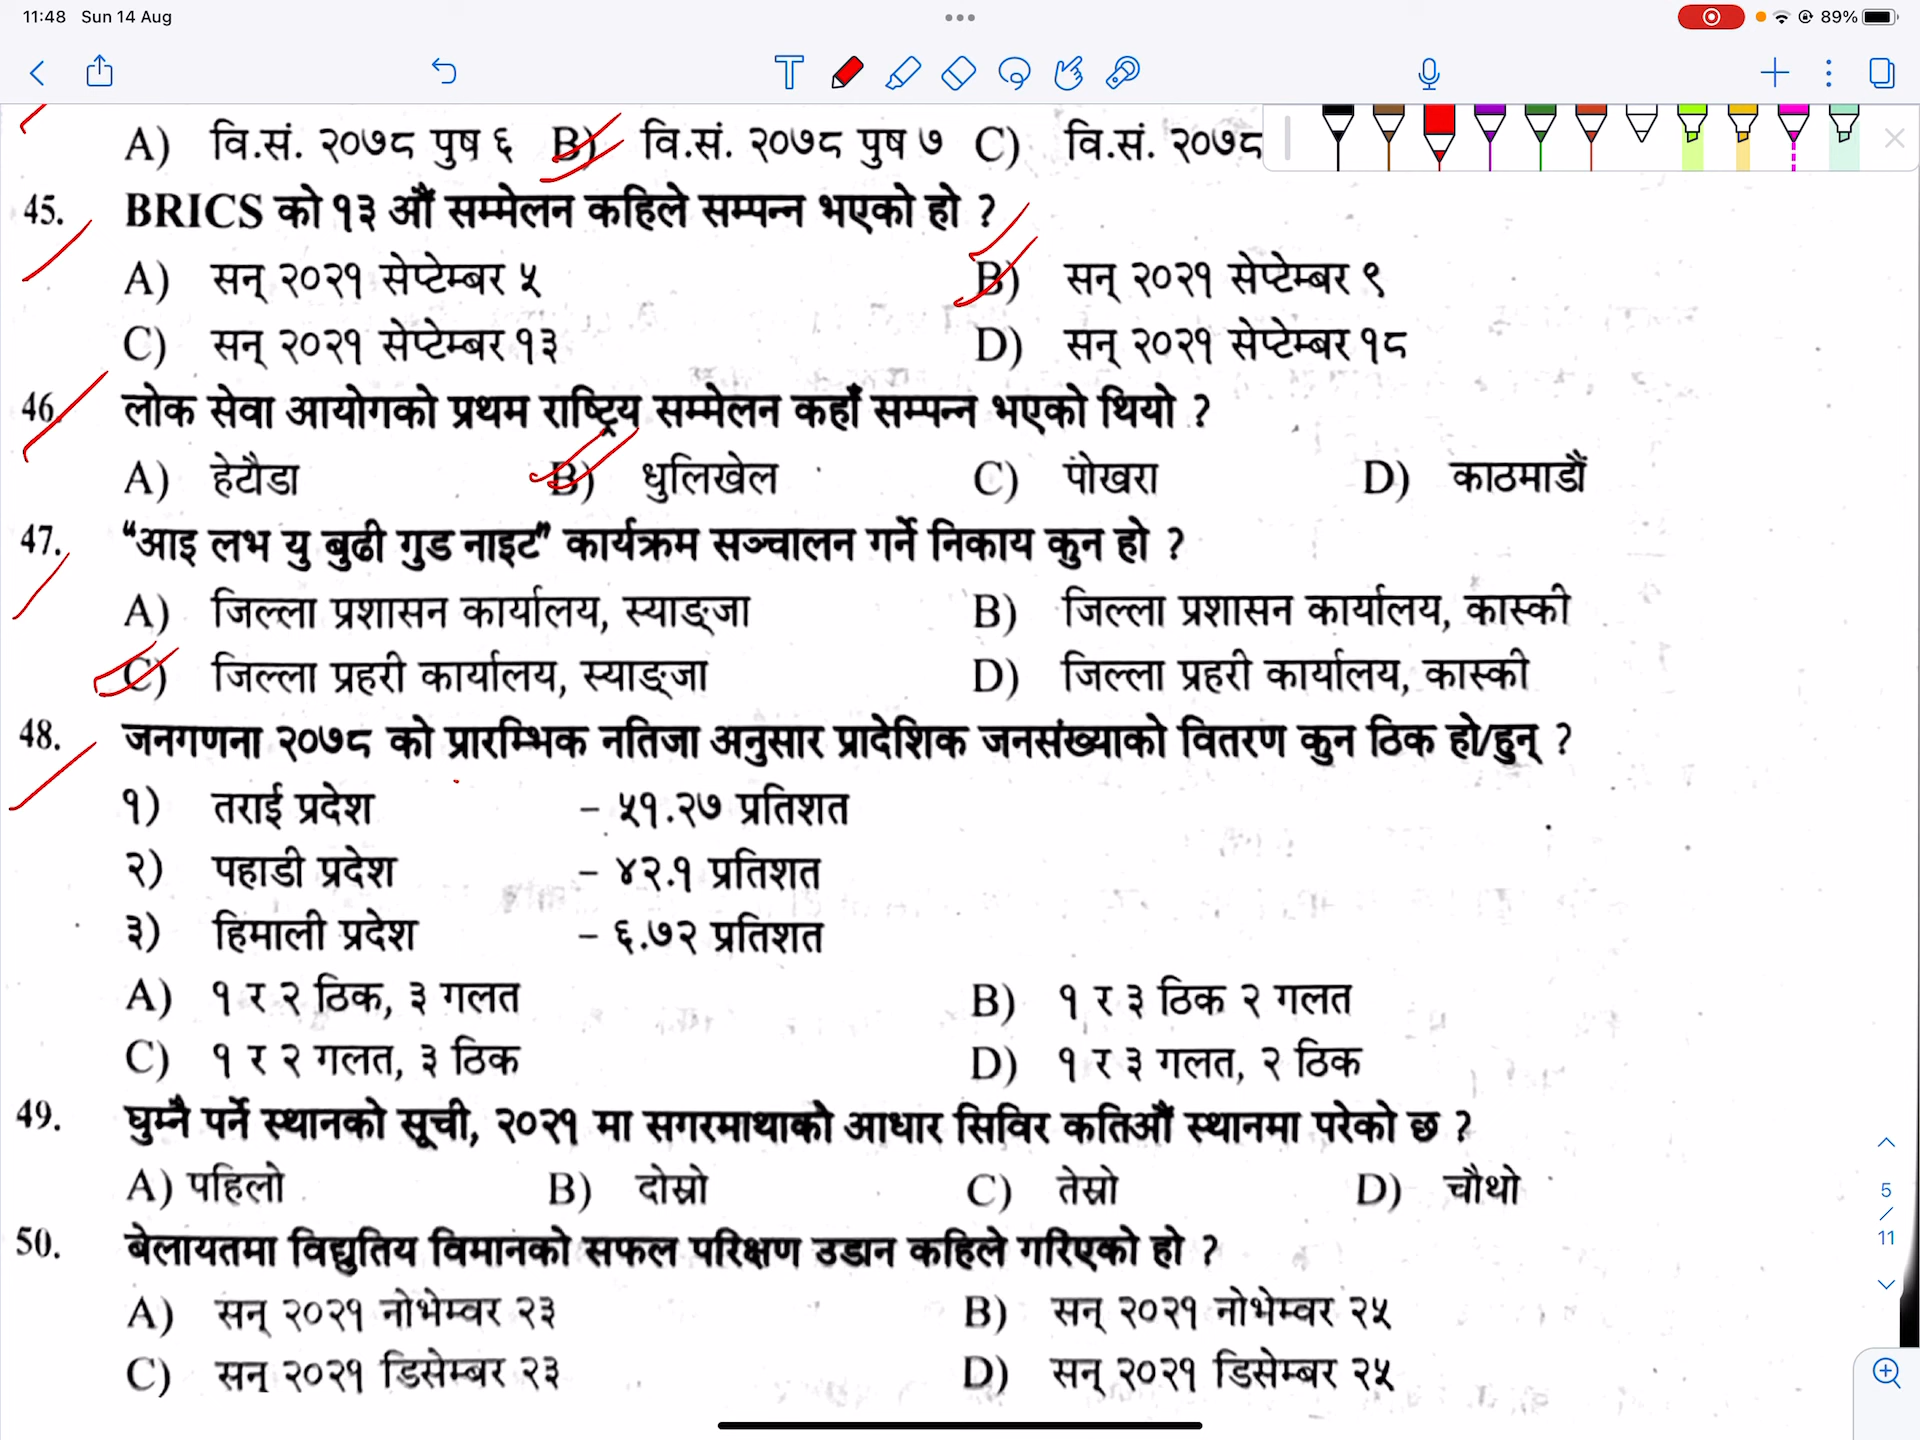 11:48 Sun 14 Aug
89%
A) वि.सं. २०७८ पुष ६ B) वि.सं. २०७८ पुष ७ C) वि.सं. २०७८
45. BRICS को १३ औं सम्मेलन कहिले सम्पन्न भएको हो ?
A) सन् २०२१ सेप्टेम्बर ५ B) सन् २०२१ सेप्टेम्बर ९
C) सन् २०२१ सेप्टेम्बर १३ D) सन् २०२१ सेप्टेम्बर १८
46. लोक सेवा आयोगको प्रथम राष्ट्रिय सम्मेलन कहाँ सम्पन्न भएको थियो ?
A) हेटौडा B) धुलिखेल C) पोखरा D) काठमाडौं
47. “आइ लभ यु बुढी गुड नाइट” कार्यक्रम सञ्चालन गर्ने निकाय कुन हो ?
A) जिल्ला प्रशासन कार्यालय, स्याङ्जा B) जिल्ला प्रशासन कार्यालय, कास्की
C) जिल्ला प्रहरी कार्यालय, स्याङ्जा D) जिल्ला प्रहरी कार्यालय, कास्की
48. जनगणना २०७८ को प्रारम्भिक नतिजा अनुसार प्रादेशिक जनसंख्याको वितरण कुन ठिक हो/हुन् ?
१) तराई प्रदेश – ५१.२७ प्रतिशत
२) पहाडी प्रदेश – ४२.१ प्रतिशत
३) हिमाली प्रदेश – ६.७२ प्रतिशत
A) १ र २ ठिक, ३ गलत B) १ र ३ ठिक २ गलत
C) १ र २ गलत, ३ ठिक D) १ र ३ गलत, २ ठिक
49. घुम्नै पर्ने स्थानको सूची, २०२१ मा सगरमाथाको आधार सिविर कतिऔं स्थानमा परेको छ ?
A) पहिलो B) दोस्रो C) तेस्रो D) चौथो
50. बेलायतमा विद्युतिय विमानको सफल परिक्षण उडान कहिले गरिएको हो ?
A) सन् २०२१ नोभेम्वर २३ B) सन् २०२१ नोभेम्वर २५
C) सन् २०२१ डिसेम्बर २३ D) सन् २०२१ डिसेम्बर २५
5
/
11